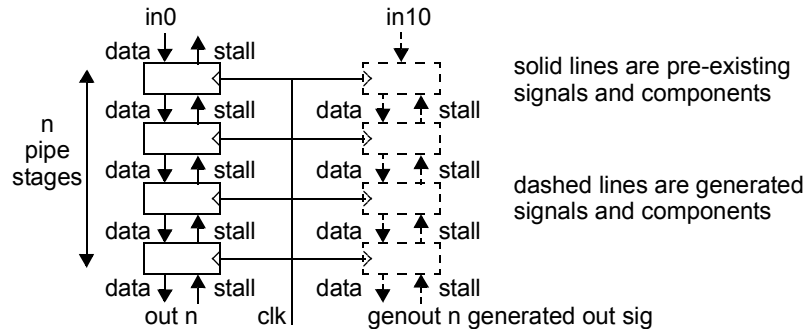 in0
in10
data
stall
solid lines are pre-existing
signals and components
data
stall
data
stall
n
pipe
stages
data
stall
data
stall
dashed lines are generated
signals and components
data
stall
data
stall
data
stall
data
stall
out n
clk
genout n generated out sig